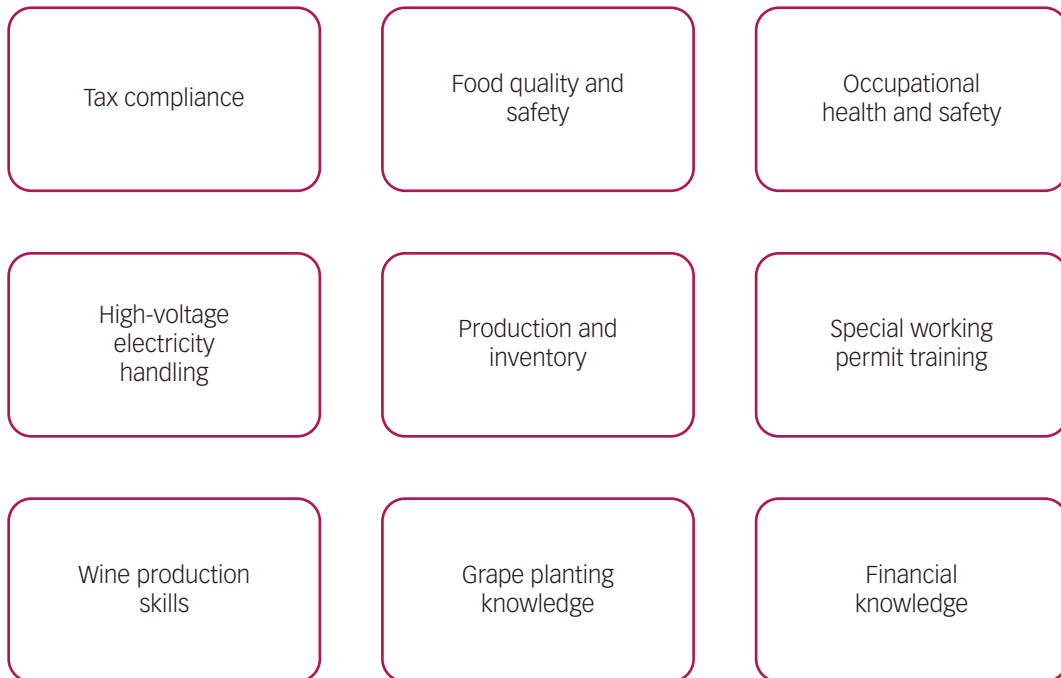 Tax compliance
Food quality and
safety
Occupational
health and safety
High-voltage
electricity
handling
Production and
inventory
Special working
permit training
Wine production
skills
Grape planting
knowledge
Financial
knowledge